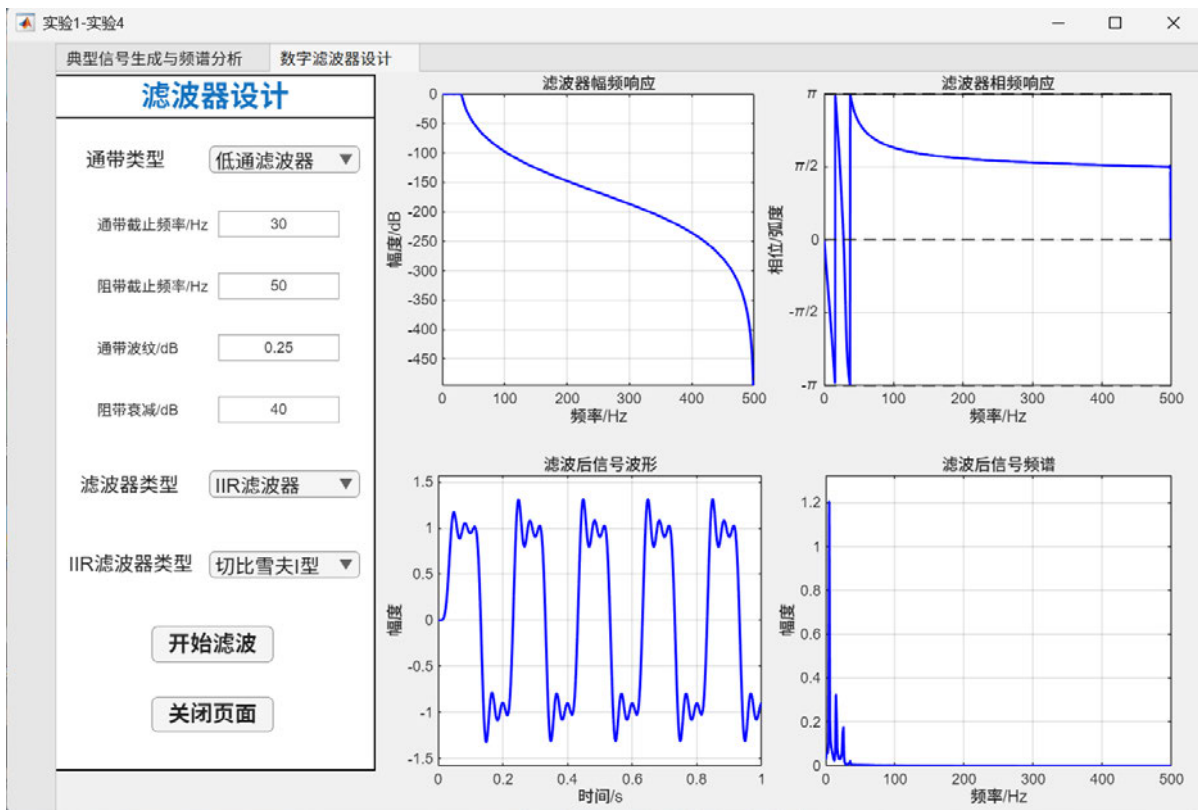 实验1-实验4
典型信号生成与频谱分析
数字滤波器设计
滤波器设计
通带类型
低通滤波器
通带截止频率/Hz
30
阻带截止频率/Hz
50
通带波纹/dB
0.25
阻带衰减/dB
40
滤波器类型
IIR滤波器
IIR滤波器类型
切比雪夫I型
开始滤波
关闭页面
滤波器幅频响应
幅度/dB
0
-50
-100
-150
-200
-250
-300
-350
-400
-450
0 100 200 300 400 500
频率/Hz
滤波器相频响应
相位/弧度
π
π/2
0
-π/2
-π
0 100 200 300 400 500
频率/Hz
滤波后信号波形
幅度
1.5
1
0.5
0
-0.5
-1
-1.5
0 0.2 0.4 0.6 0.8 1
时间/s
滤波后信号频谱
幅度
1.2
1
0.8
0.6
0.4
0.2
0
0 100 200 300 400 500
频率/Hz